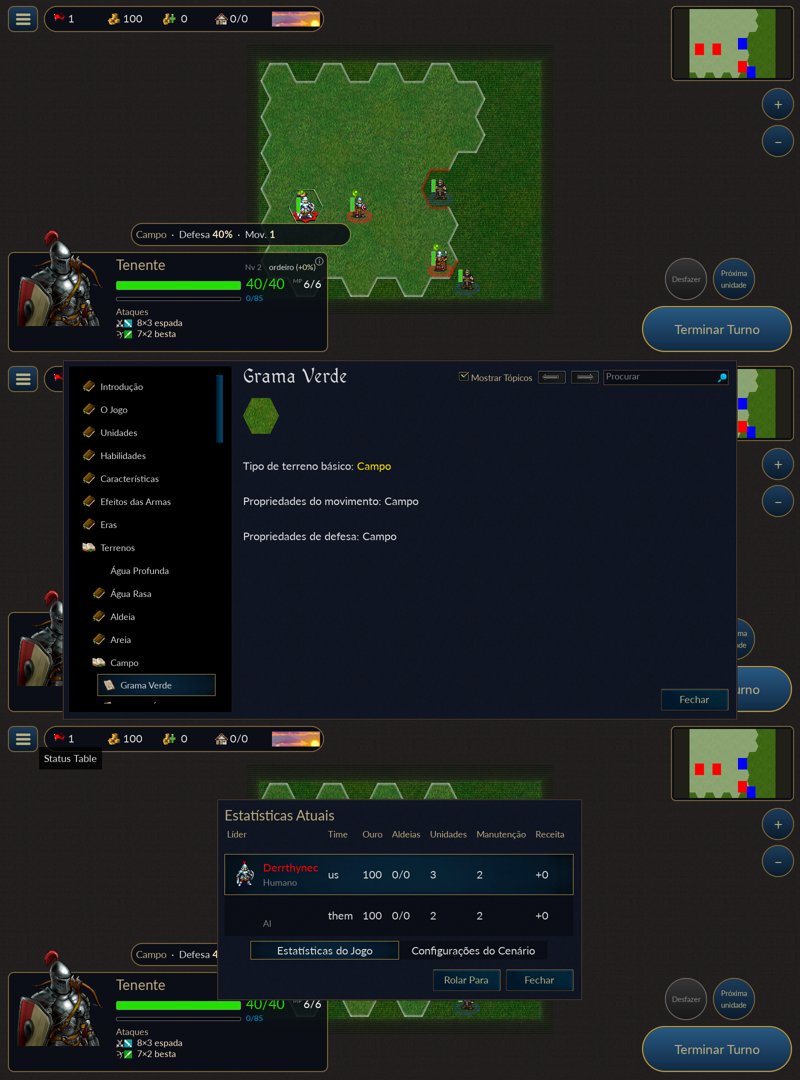 1 100 0 0/0
+
-
Campo · Defesa 40% · Mov. 1
Tenente
Nv 2 ordeiro (+0%)
40/40 MP 6/6
0/85
Ataques
8×3 espada
7×2 besta
Desfazer
Próxima unidade
Terminar Turno
Grama Verde
Mostrar Tópicos
Procurar
Introdução
O Jogo
Unidades
Habilidades
Características
Efeitos das Armas
Eras
Terrenos
Água Profunda
Água Rasa
Aldeia
Areia
Campo
Grama Verde
Tipo de terreno básico: Campo
Propriedades do movimento: Campo
Propriedades de defesa: Campo
+
-
ma
de
rno
Fechar
1 100 0 0/0
Status Table
+
-
Estatísticas Atuais
Líder Time Ouro Aldeias Unidades Manutenção Receita
Derrthynec
Humano
us 100 0/0 3 2 +0
AI
them 100 0/0 2 2 +0
Estatísticas do Jogo Configurações do Cenário
Rolar Para Fechar
Campo · Defesa 4
Tenente
40/40 6/6
0/85
Ataques
8×3 espada
7×2 besta
Desfazer
Próxima unidade
Terminar Turno